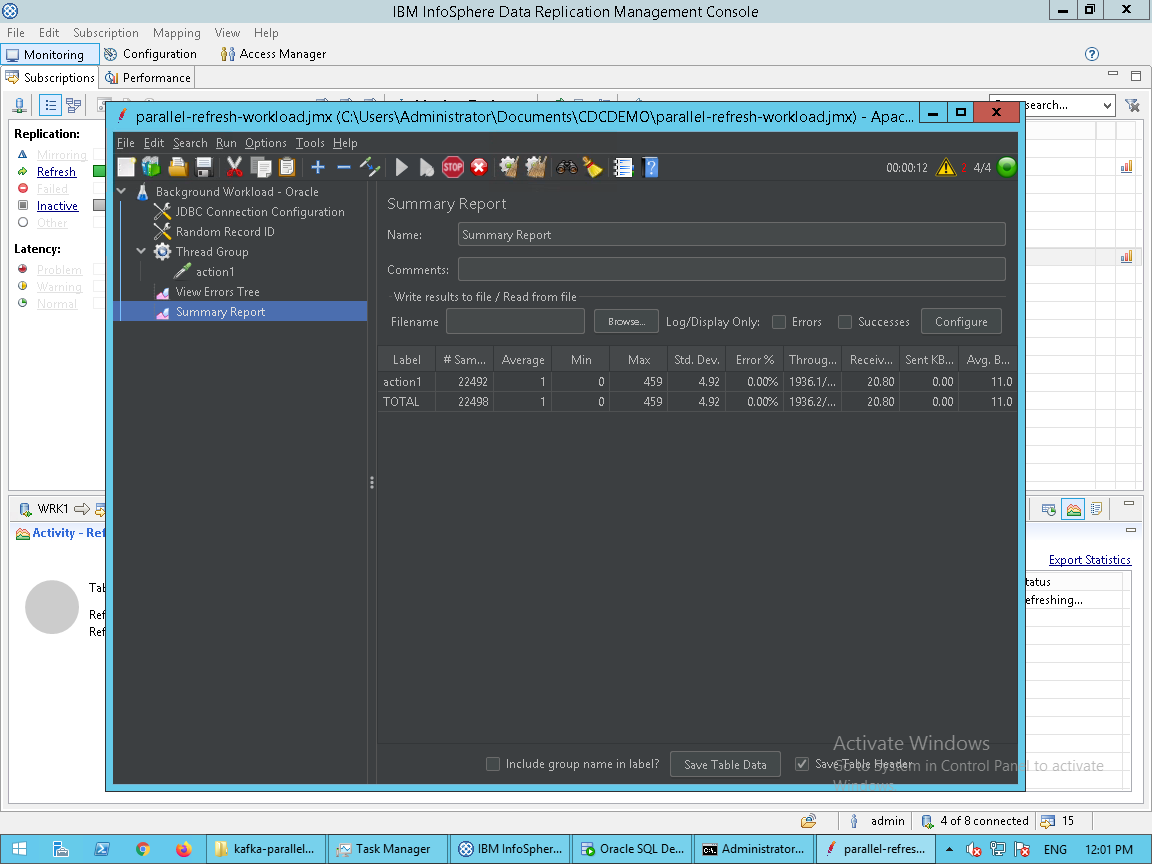 IBM InfoSphere Data Replication Management Console
File Edit Subscription Mapping View Help
Monitoring Configuration Access Manager
Subscriptions Performance
search...
Replication:
Mirroring
Refresh
Failed
Inactive
Other
Latency:
Problem
Warning
Normal
parallel-refresh-workload.jmx (C:\Users\Administrator\Documents\CDCDEMO\parallel-refresh-workload.jmx) - Apac...
File Edit Search Run Options Tools Help
STOP 00:00:12 4/4
Background Workload - Oracle
JDBC Connection Configuration
Random Record ID
Thread Group
action1
View Errors Tree
Summary Report
Summary Report
Name: Summary Report
Comments:
Write results to file / Read from file
Filename Browse... Log/Display Only: Errors Successes Configure
Label # Sam... Average Min Max Std. Dev. Error % Throug... Receiv... Sent KB... Avg. B...
action1 22492 1 0 459 4.92 0.00% 1936.1/... 20.80 0.00 11.0
TOTAL 22498 1 0 459 4.92 0.00% 1936.2/... 20.80 0.00 11.0
Include group name in label? Save Table Data Save Table Header
WRK1
Activity - Ref
Export Statistics
Tab
Ref
Ref
tatus
efreshing...
Activate Windows
Go to System in Control Panel to activate
Windows.
admin 4 of 8 connected 15
kafka-parallel... Task Manager IBM InfoSphere... Oracle SQL De... Administrator... parallel-refres... ENG 12:01 PM